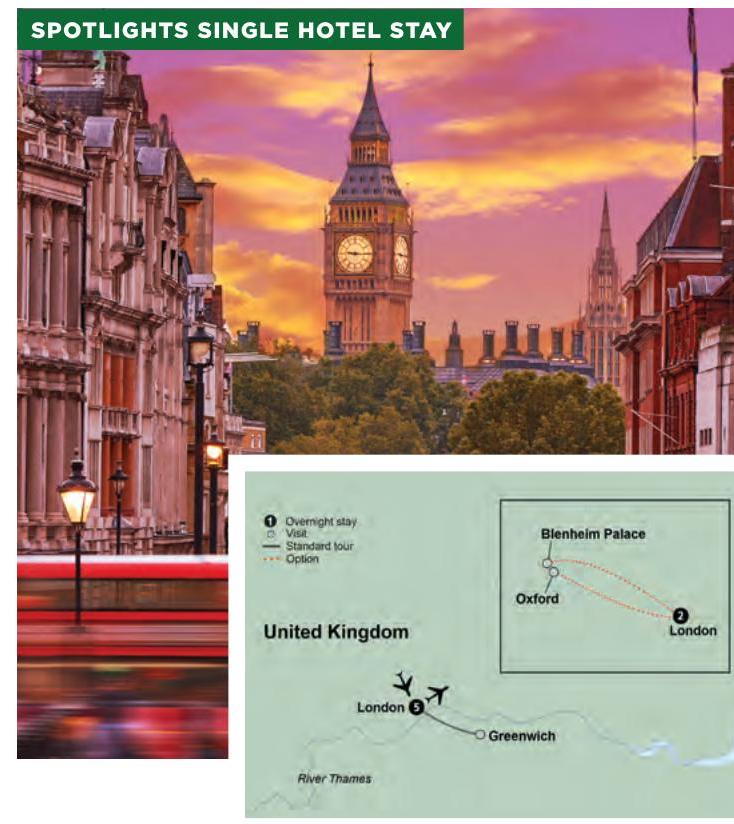 SPOTLIGHTS SINGLE HOTEL STAY
1 Overnight stay
Visit
Standard tour
Option
Blenheim Palace
Oxford
2
London
United Kingdom
London 5
Greenwich
River Thames